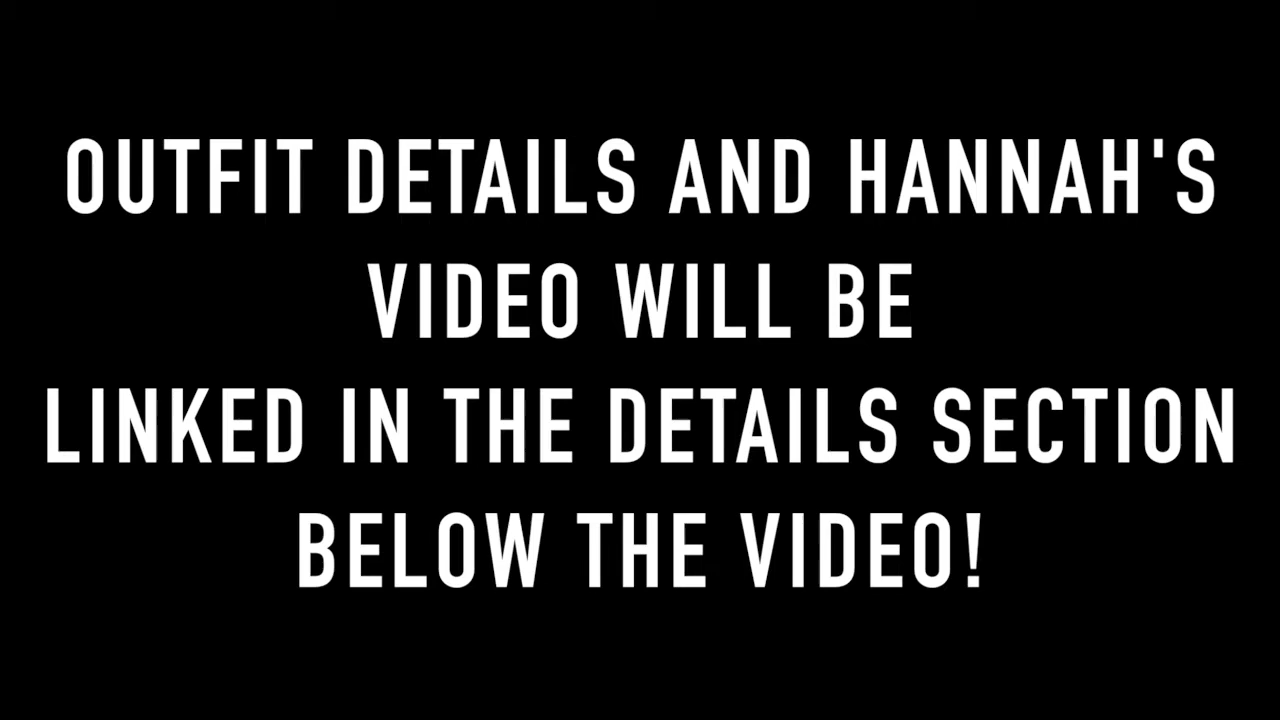 OUTFIT DETAILS AND HANNAH'S
VIDEO WILL BE
LINKED IN THE DETAILS SECTION
BELOW THE VIDEO!